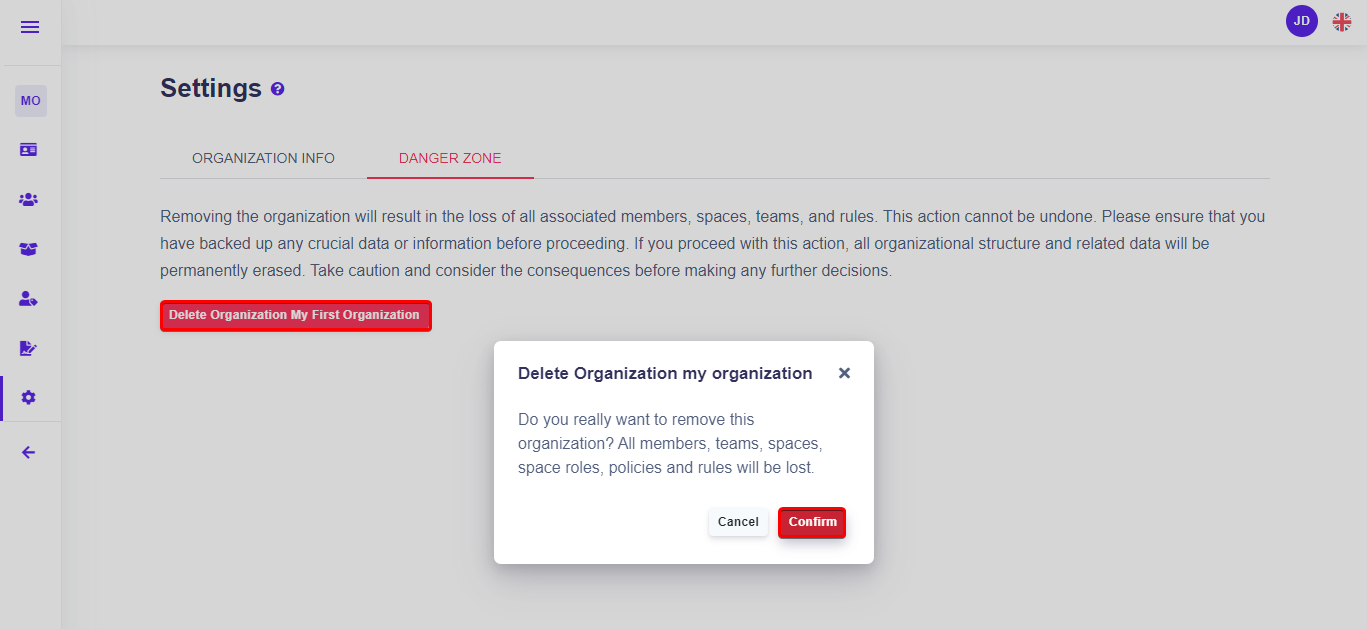 JD
MO
Settings ?
ORGANIZATION INFO
DANGER ZONE
Removing the organization will result in the loss of all associated members, spaces, teams, and rules. This action cannot be undone. Please ensure that you
have backed up any crucial data or information before proceeding. If you proceed with this action, all organizational structure and related data will be
permanently erased. Take caution and consider the consequences before making any further decisions.
Delete Organization My First Organization
Delete Organization my organization
Do you really want to remove this
organization? All members, teams, spaces,
space roles, policies and rules will be lost.
Cancel
Confirm